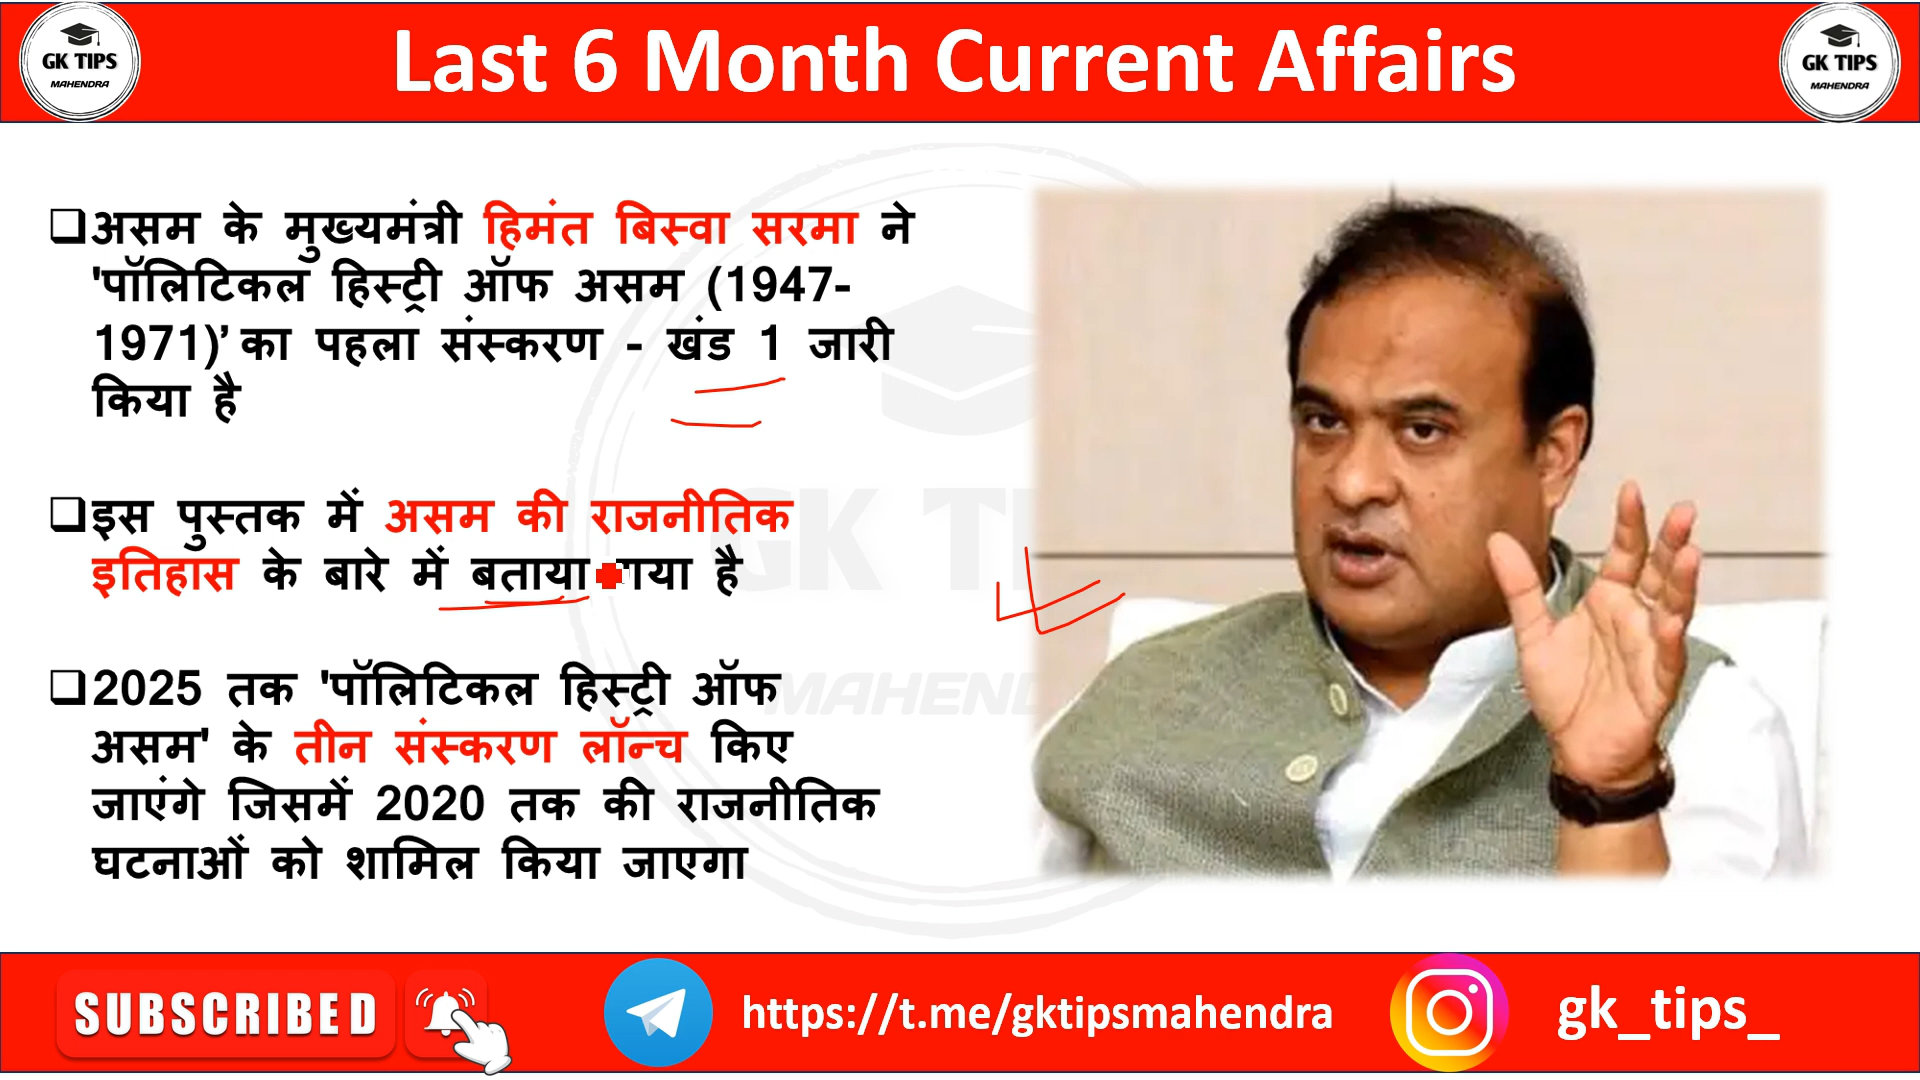 GK TIPS
MAHENDRA
Last 6 Month Current Affairs
GK TIPS
MAHENDRA
❑असम के मुख्यमंत्री हिमंत बिस्वा सरमा ने
'पॉलिटिकल हिस्ट्री ऑफ असम (1947-
1971)’ का पहला संस्करण - खंड 1 जारी
किया है
❑इस पुस्तक में असम की राजनीतिक
इतिहास के बारे में बताया गया है
❑2025 तक 'पॉलिटिकल हिस्ट्री ऑफ
असम' के तीन संस्करण लॉन्च किए
जाएंगे जिसमें 2020 तक की राजनीतिक
घटनाओं को शामिल किया जाएगा
SUBSCRIBED
https://t.me/gktipsmahendra
gk_tips_